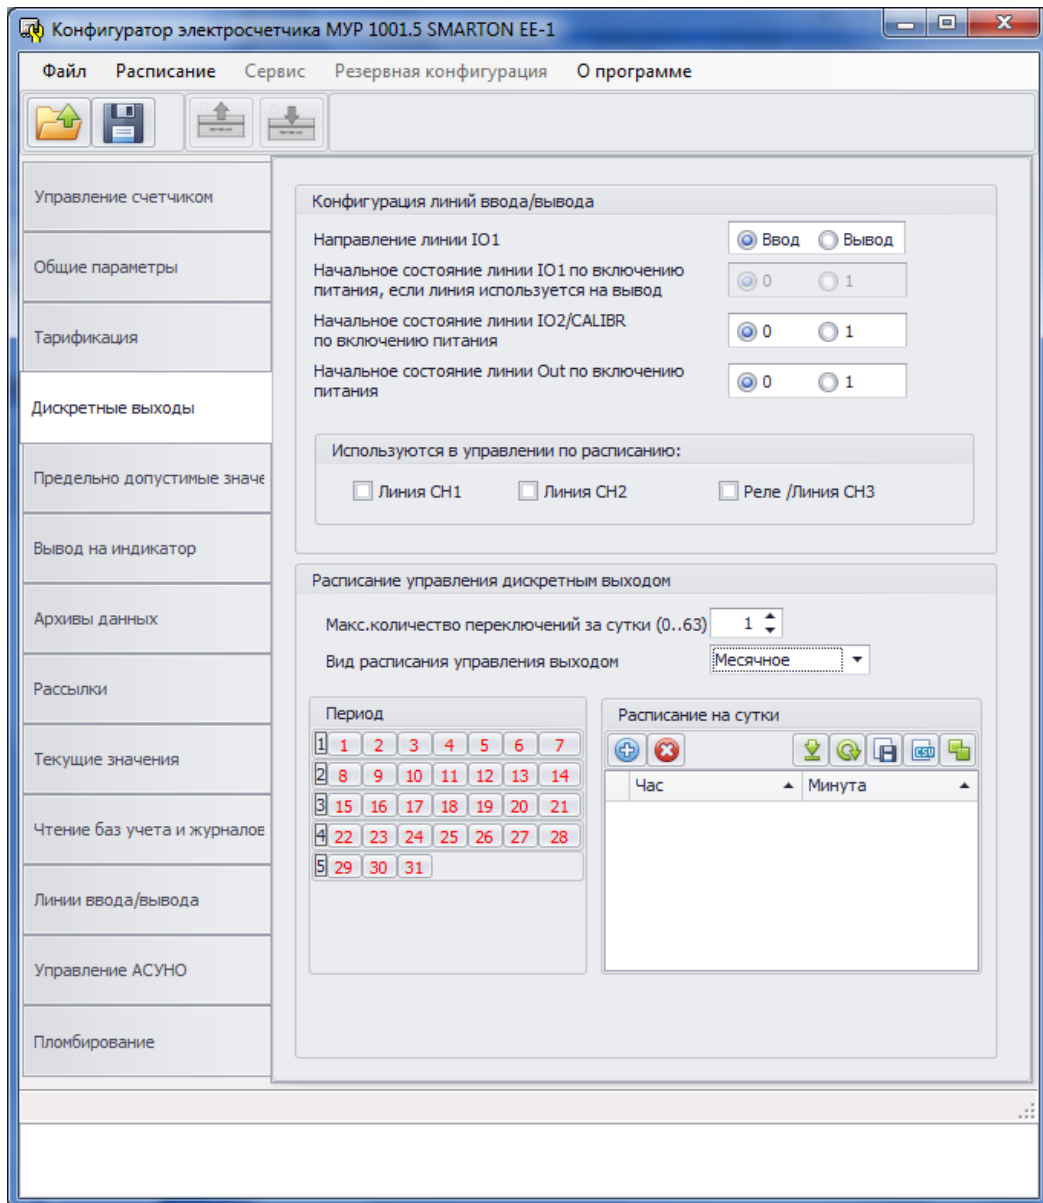 Конфигуратор электросчетчика МУР 1001.5 SMARTON EE-1
Файл Расписание Сервис Резервная конфигурация О программе
Управление счетчиком
Общие параметры
Тарификация
Дискретные выходы
Предельно допустимые значе
Вывод на индикатор
Архивы данных
Рассылки
Текущие значения
Чтение баз учета и журналов
Линии ввода/вывода
Управление АСУНО
Пломбирование
Конфигурация линий ввода/вывода
Направление линии IO1 Ввод Вывод
Начальное состояние линии IO1 по включению
питания, если линия используется на вывод 0 1
Начальное состояние линии IO2/CALIBR
по включению питания 0 1
Начальное состояние линии Out по включению
питания 0 1
Используются в управлении по расписанию:
Линия CH1 Линия CH2 Реле /Линия CH3
Расписание управления дискретным выходом
Макс.количество переключений за сутки (0..63) 1
Вид расписания управления выходом Месячное
Период
1 1 2 3 4 5 6 7
2 8 9 10 11 12 13 14
3 15 16 17 18 19 20 21
4 22 23 24 25 26 27 28
5 29 30 31
Расписание на сутки
CSV
Час Минута